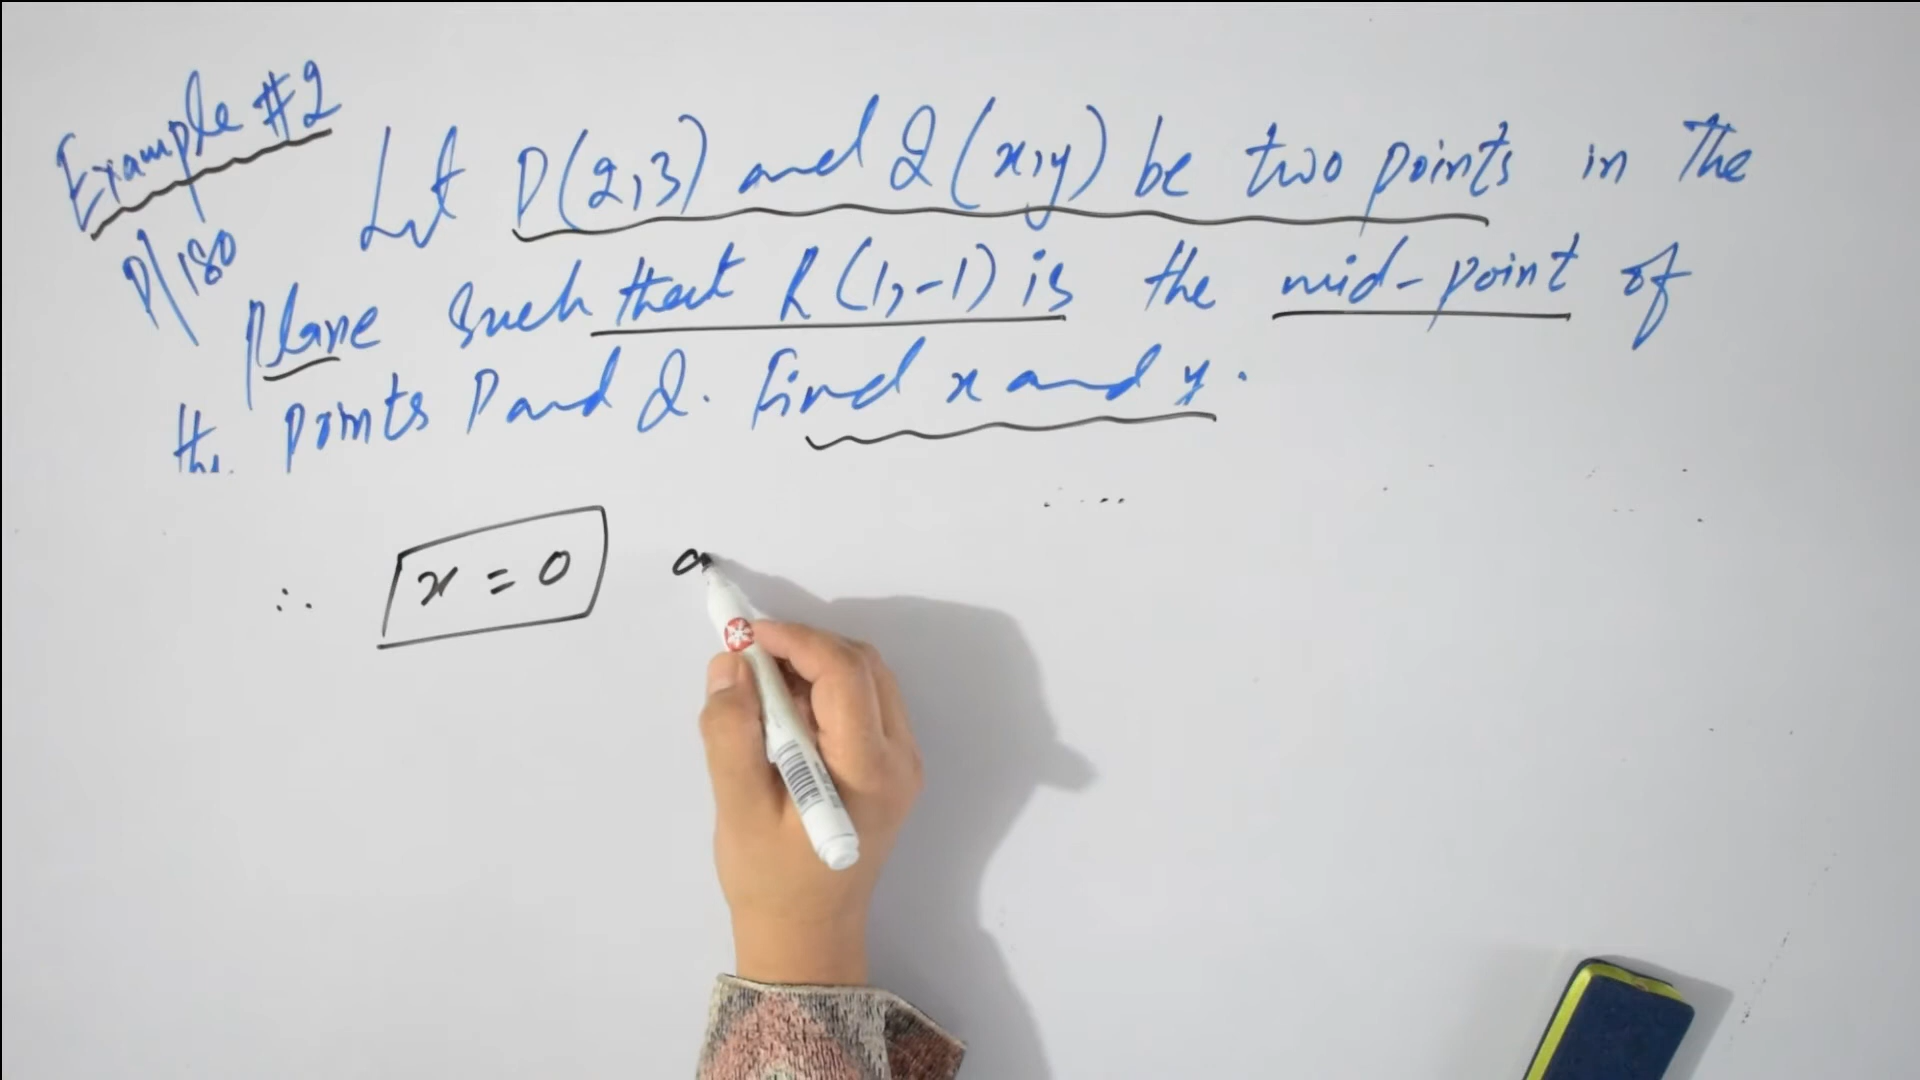 Example #2
P/180
Let P(2,3) and Q(x,y) be two points in The
plane such that R(1,-1) is the mid-point of
the points P and Q. Find x and y.
∴ x = 0 a